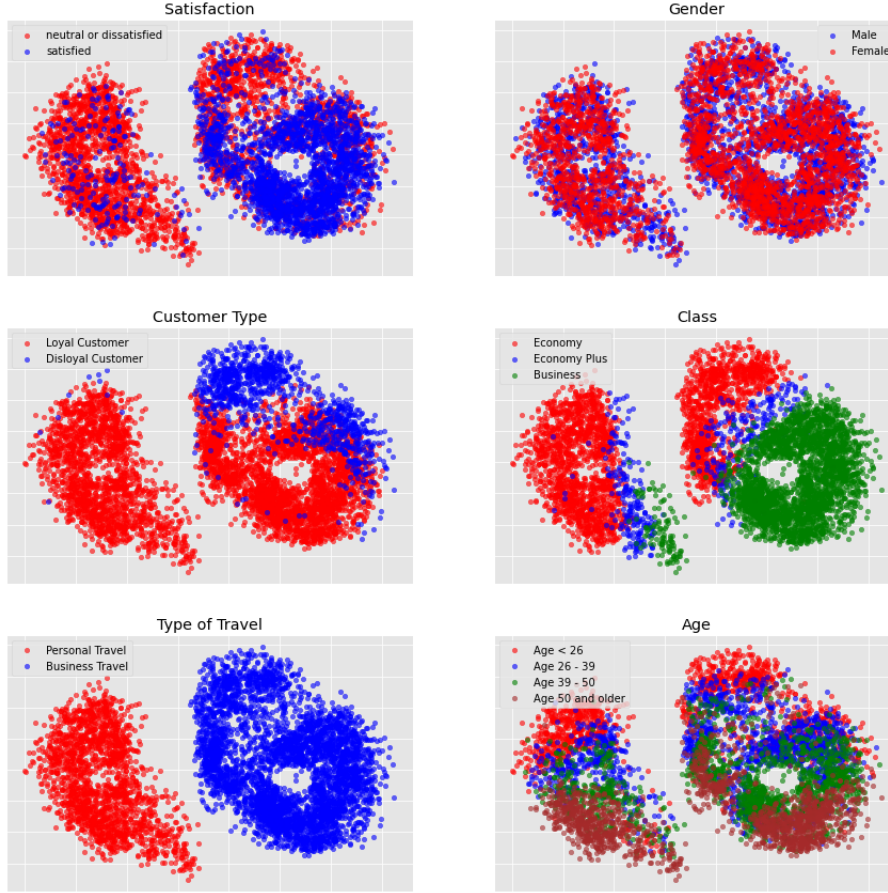 Satisfaction
neutral or dissatisfied
satisfied
Gender
Male
Female
Customer Type
Loyal Customer
Disloyal Customer
Class
Economy
Economy Plus
Business
Type of Travel
Personal Travel
Business Travel
Age
Age < 26
Age 26 - 39
Age 39 - 50
Age 50 and older